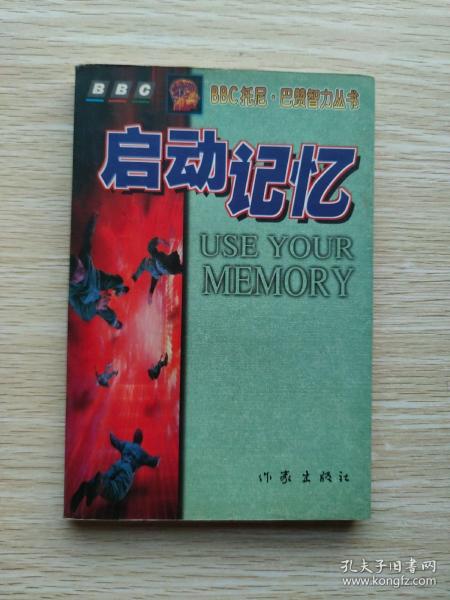 BBC
BBC托尼·巴赞智力丛书
启动记忆
USE YOUR
MEMORY
作家出版社
孔夫子旧书网
www.kongfz.com